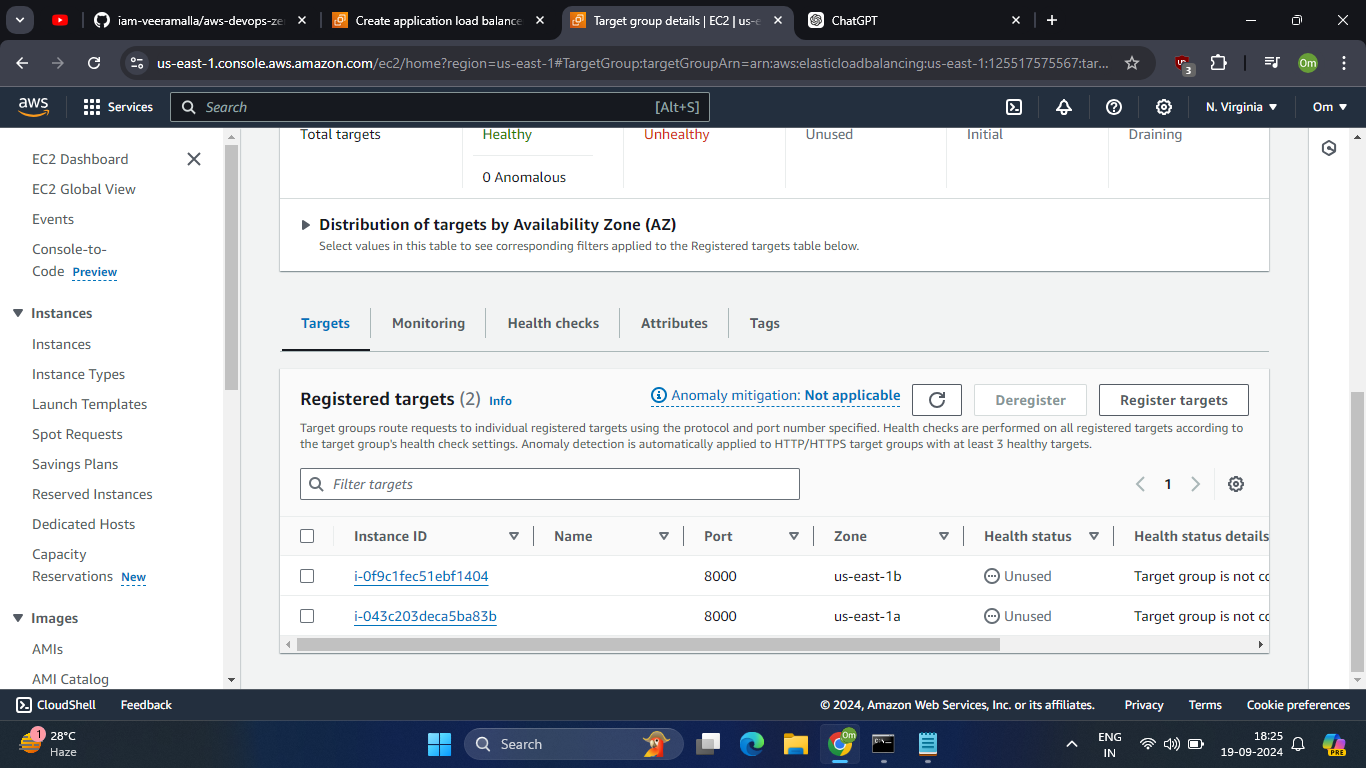 iam-veeramalla/aws-devops-ze
Create application load balance
Target group details | EC2 | us-e
ChatGPT
us-east-1.console.aws.amazon.com/ec2/home?region=us-east-1#TargetGroup:targetGroupArn=arn:aws:elasticloadbalancing:us-east-1:125517575567:tar...
3
Om
aws
Services
Search
[Alt+S]
N. Virginia
Om
EC2 Dashboard
EC2 Global View
Events
Console-to-
Code Preview
Instances
Instances
Instance Types
Launch Templates
Spot Requests
Savings Plans
Reserved Instances
Dedicated Hosts
Capacity
Reservations New
Images
AMIs
AMI Catalog
Total targets
Healthy
Unhealthy
Unused
Initial
Draining
0 Anomalous
Distribution of targets by Availability Zone (AZ)
Select values in this table to see corresponding filters applied to the Registered targets table below.
Targets
Monitoring
Health checks
Attributes
Tags
Registered targets (2) Info
Anomaly mitigation: Not applicable
Deregister
Register targets
Target groups route requests to individual registered targets using the protocol and port number specified. Health checks are performed on all registered targets according to
the target group's health check settings. Anomaly detection is automatically applied to HTTP/HTTPS target groups with at least 3 healthy targets.
Filter targets
1
Instance ID Name Port Zone Health status Health status details
i-0f9c1fec51ebf1404 8000 us-east-1b Unused Target group is not co
i-043c203deca5ba83b 8000 us-east-1a Unused Target group is not co
CloudShell
Feedback
© 2024, Amazon Web Services, Inc. or its affiliates.
Privacy
Terms
Cookie preferences
1
28°C
Haze
Search
Om
ENG
IN
18:25
19-09-2024
PRE